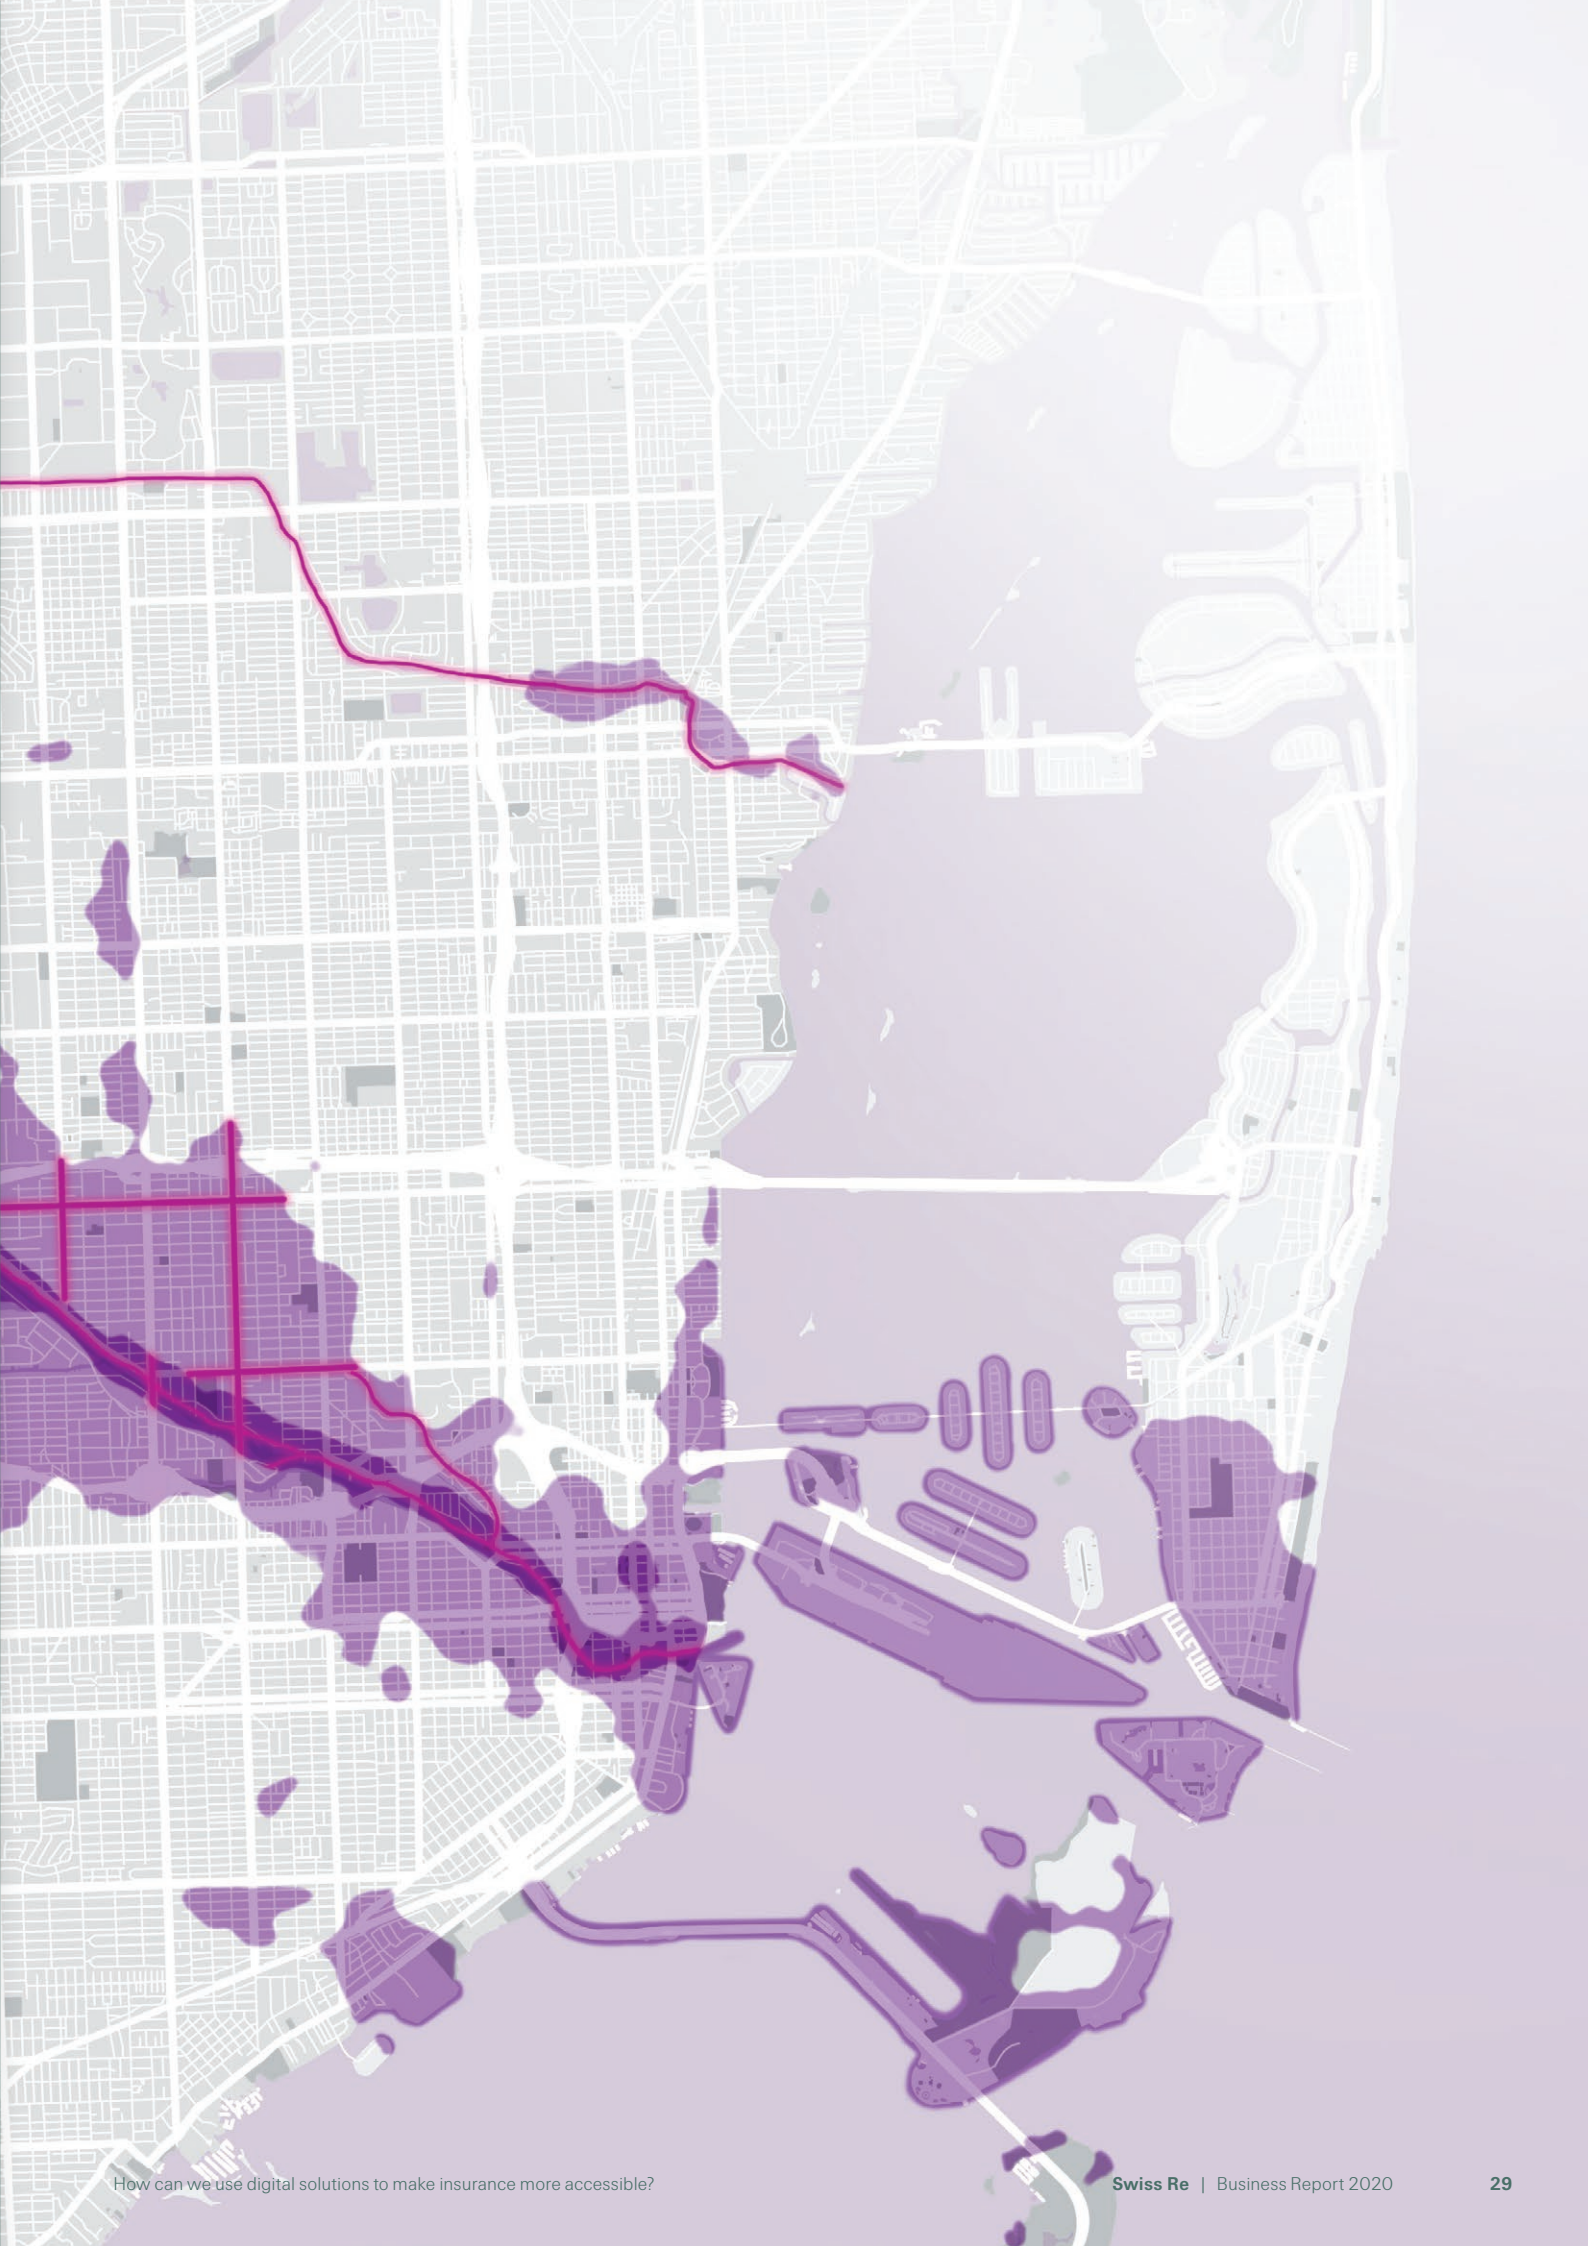 How can we use digital solutions to make insurance more accessible?
Swiss Re | Business Report 2020 29